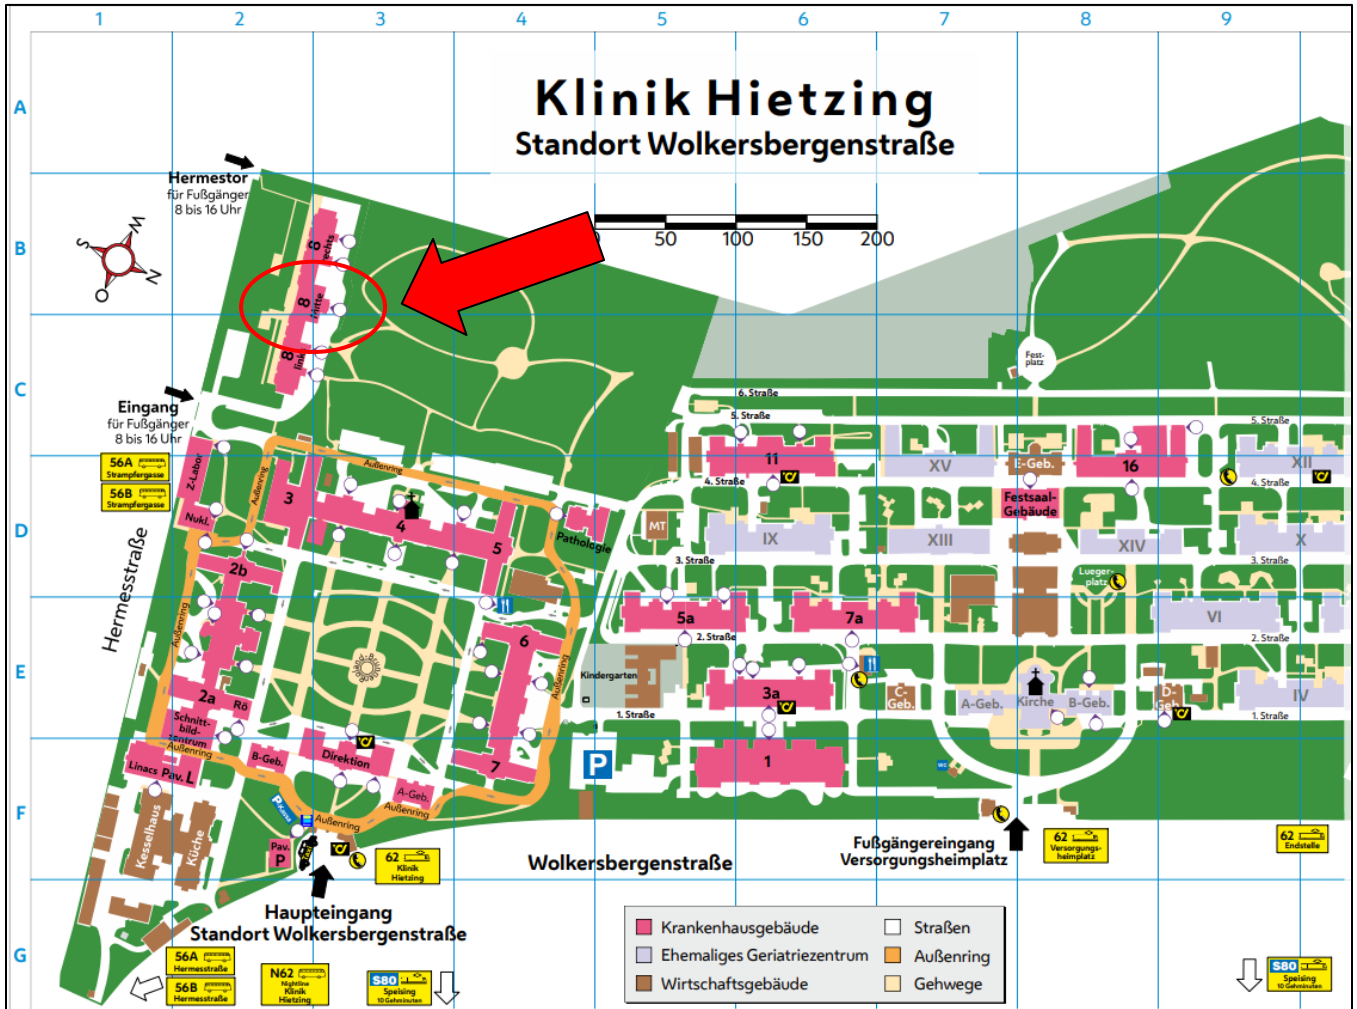 1 2 3 4 5 6 7 8 9
A
Klinik Hietzing
Standort Wolkersbergenstraße
Hermestor
für Fußgänger
8 bis 16 Uhr
B
S W N O
8 rechts
50 100 150 200
8 Mitte
8 links
Fest-
platz
C
6. Straße
5. Straße
5. Straße
Eingang
für Fußgänger
8 bis 16 Uhr
56A
Strampfergasse
56B
Strampfergasse
Z-Labor
Außenring
Außenring
3
4
5
11
XV
E-Geb.
16
XII
4. Straße
4. Straße
Festsaal-
Gebäude
D
Nukl.
Pathologie
MT
IX
XIII
XIV
X
3. Straße
3. Straße
Hermesstraße
2b
Lueger-
platz
5a
7a
VI
2. Straße
2. Straße
E
Außenring
6
Außenring
Kindergarten
3a
C-
Geb.
A-Geb.
Kirche
B-Geb.
D-
Geb.
IV
2a
Rö
Schnitt-
bild-
zentrum
1. Straße
1. Straße
Außenring
B-Geb.
Direktion
7
P
1
WC
Linacs
Pav. L
A-Geb.
F
Kesselhaus
Küche
P Kassa
Außenring
Außenring
Pav.
P
TAXI
62
Klinik
Hietzing
Wolkersbergenstraße
Fußgängereingang
Versorgungsheimplatz
62
Versorgungs-
heimplatz
62
Endstelle
Haupteingang
Standort Wolkersbergenstraße
G
56A
Hermesstraße
56B
Hermesstraße
N62
Nightline
Klinik
Hietzing
S80
Speising
10 Gehminuten
Krankenhausgebäude
Ehemaliges Geriatriezentrum
Wirtschaftsgebäude
Straßen
Außenring
Gehwege
S80
Speising
10 Gehminuten